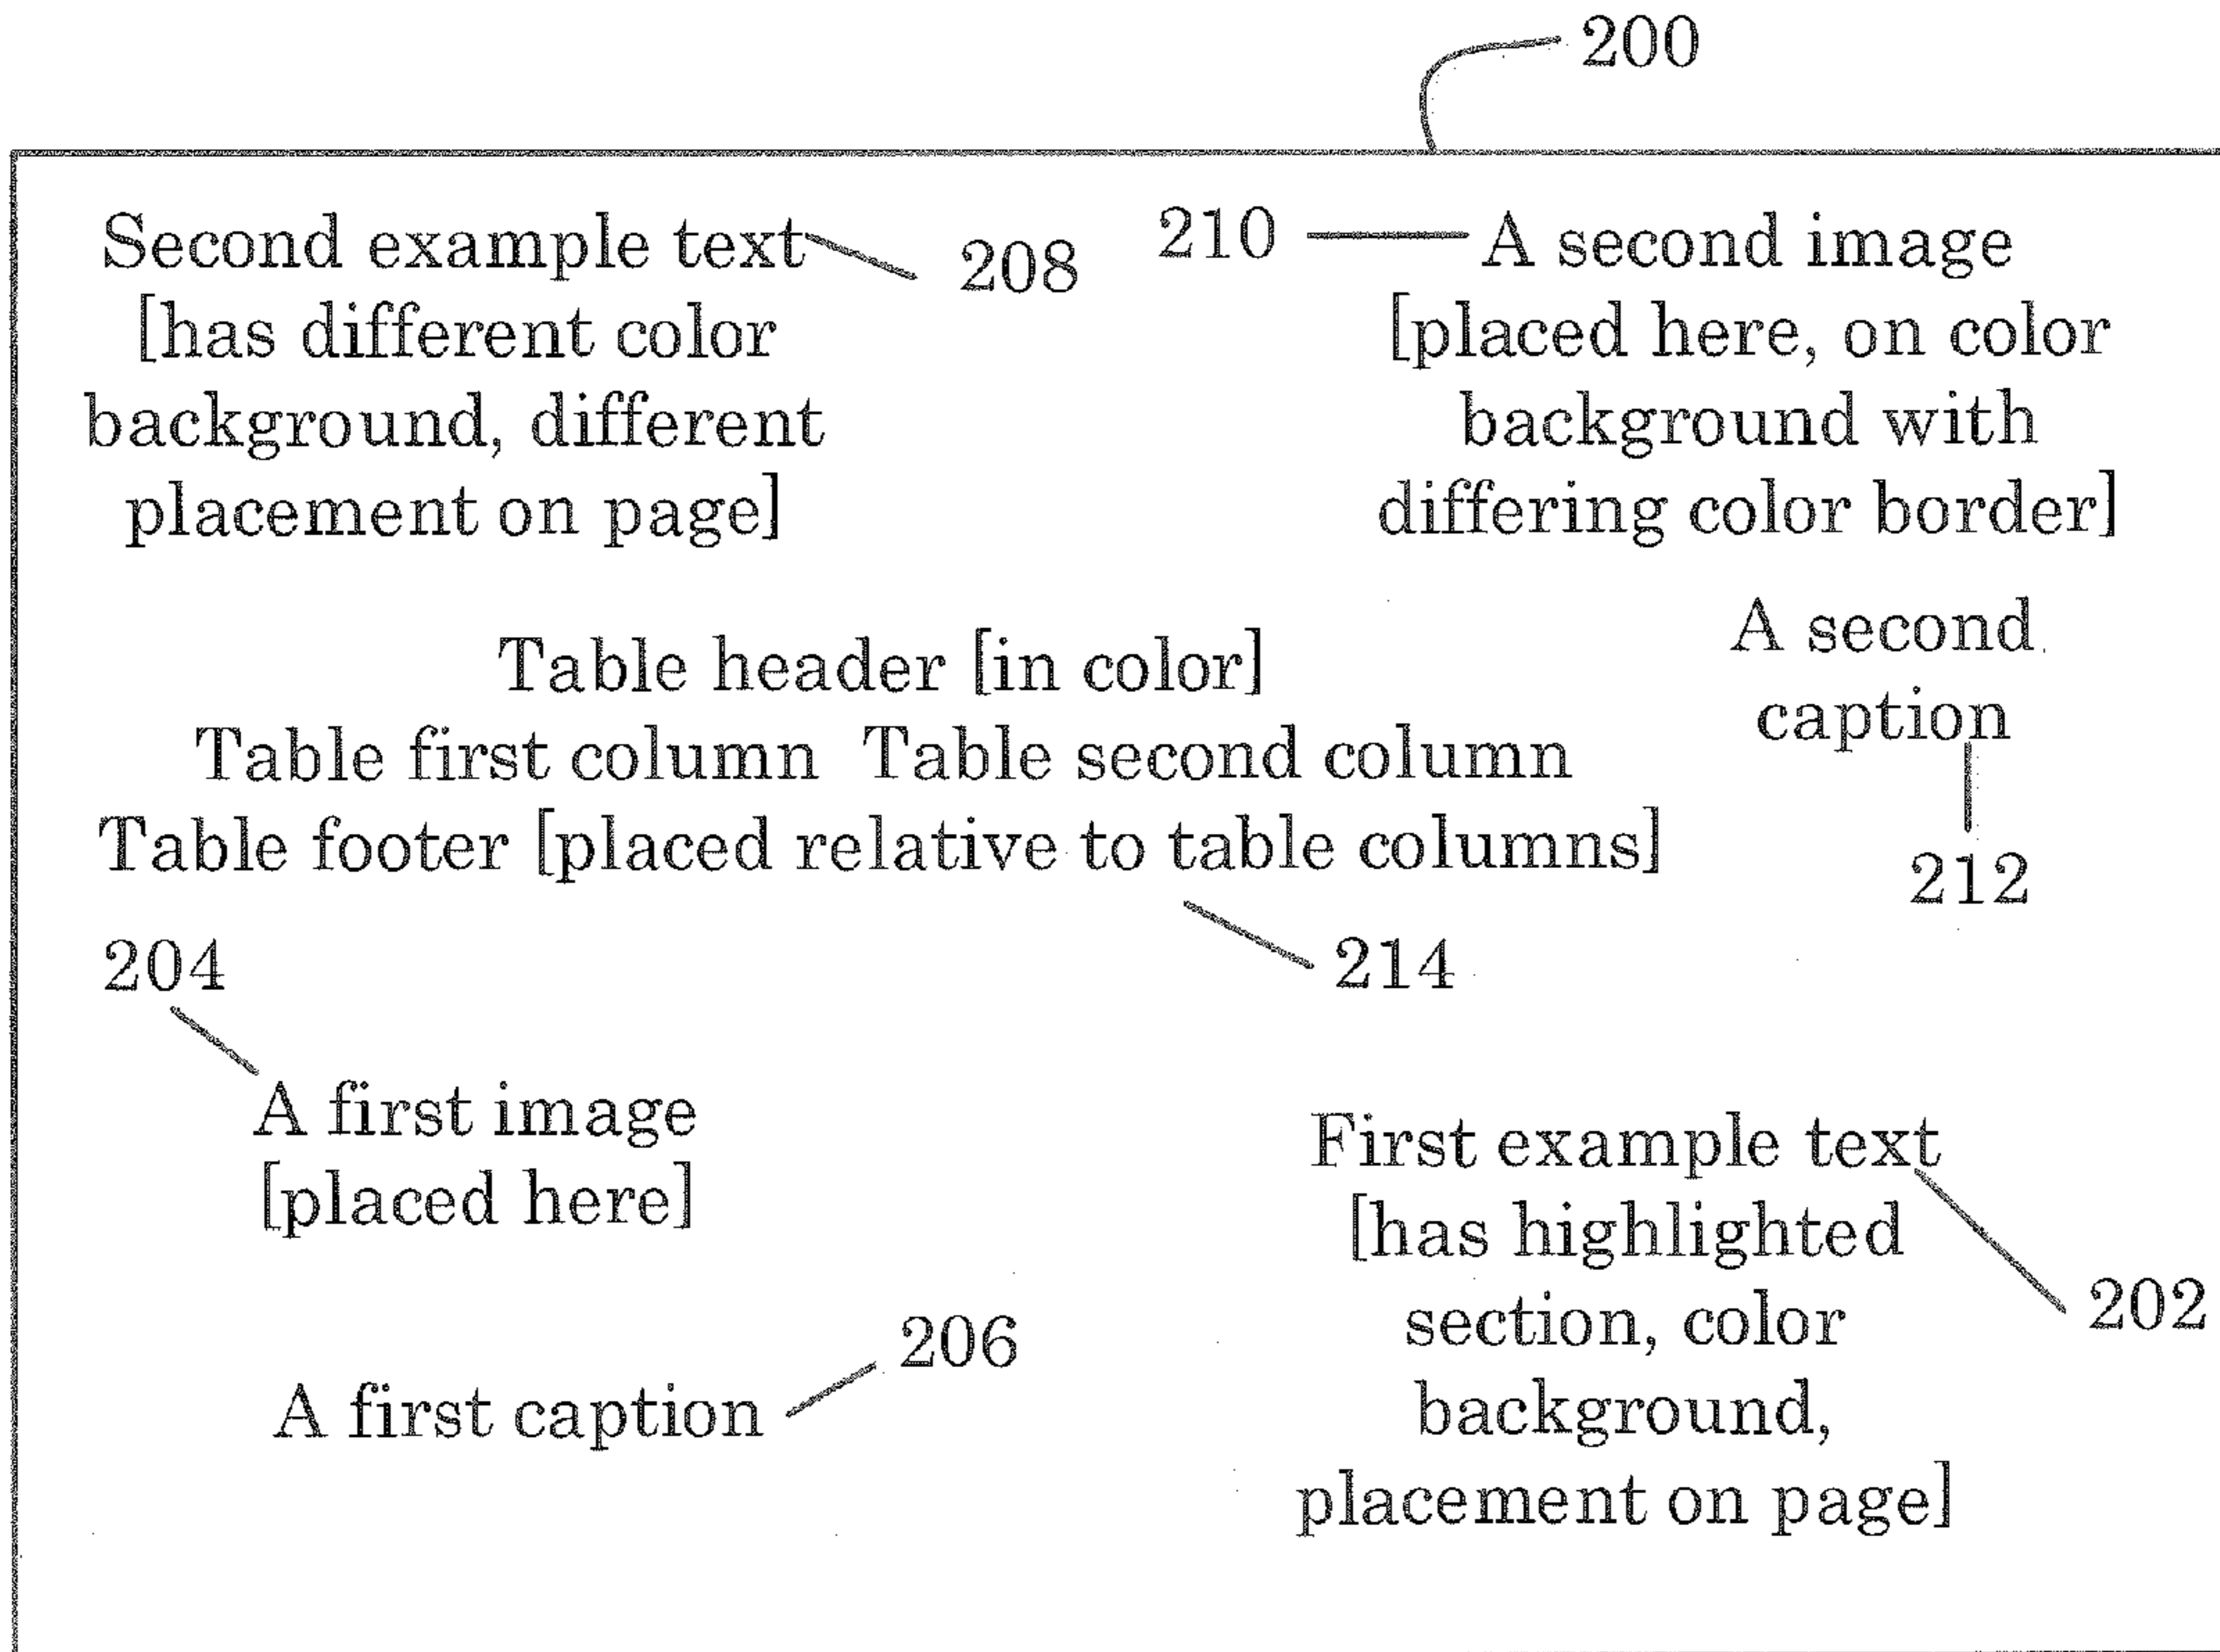 200
Second example text
[has different color
background, different
placement on page]
208
210
A second image
[placed here, on color
background with
differing color border]
A second
caption
212
Table header [in color]
Table first column Table second column
Table footer [placed relative to table columns]
214
204
A first image
[placed here]
206
A first caption
First example text
[has highlighted
section, color
background,
placement on page]
202